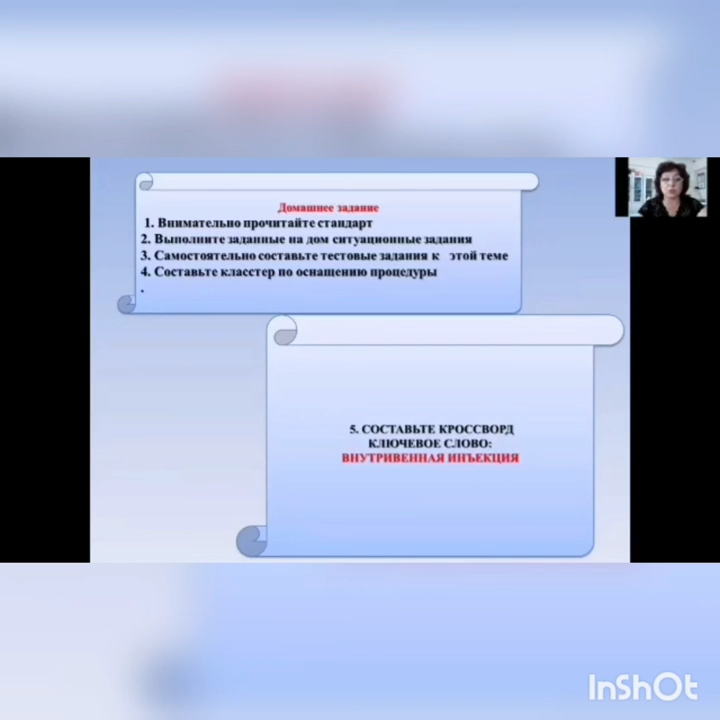 Домашнее задание
1. Внимательно прочитайте стандарт
2. Выполните заданные на дом ситуационные задания
3. Самостоятельно составьте тестовые задания к этой теме
4. Составьте класстер по оснащению процедуры
.
5. СОСТАВЬТЕ КРОССВОРД
КЛЮЧЕВОЕ СЛОВО:
ВНУТРИВЕННАЯ ИНЪЕКЦИЯ
InShOt